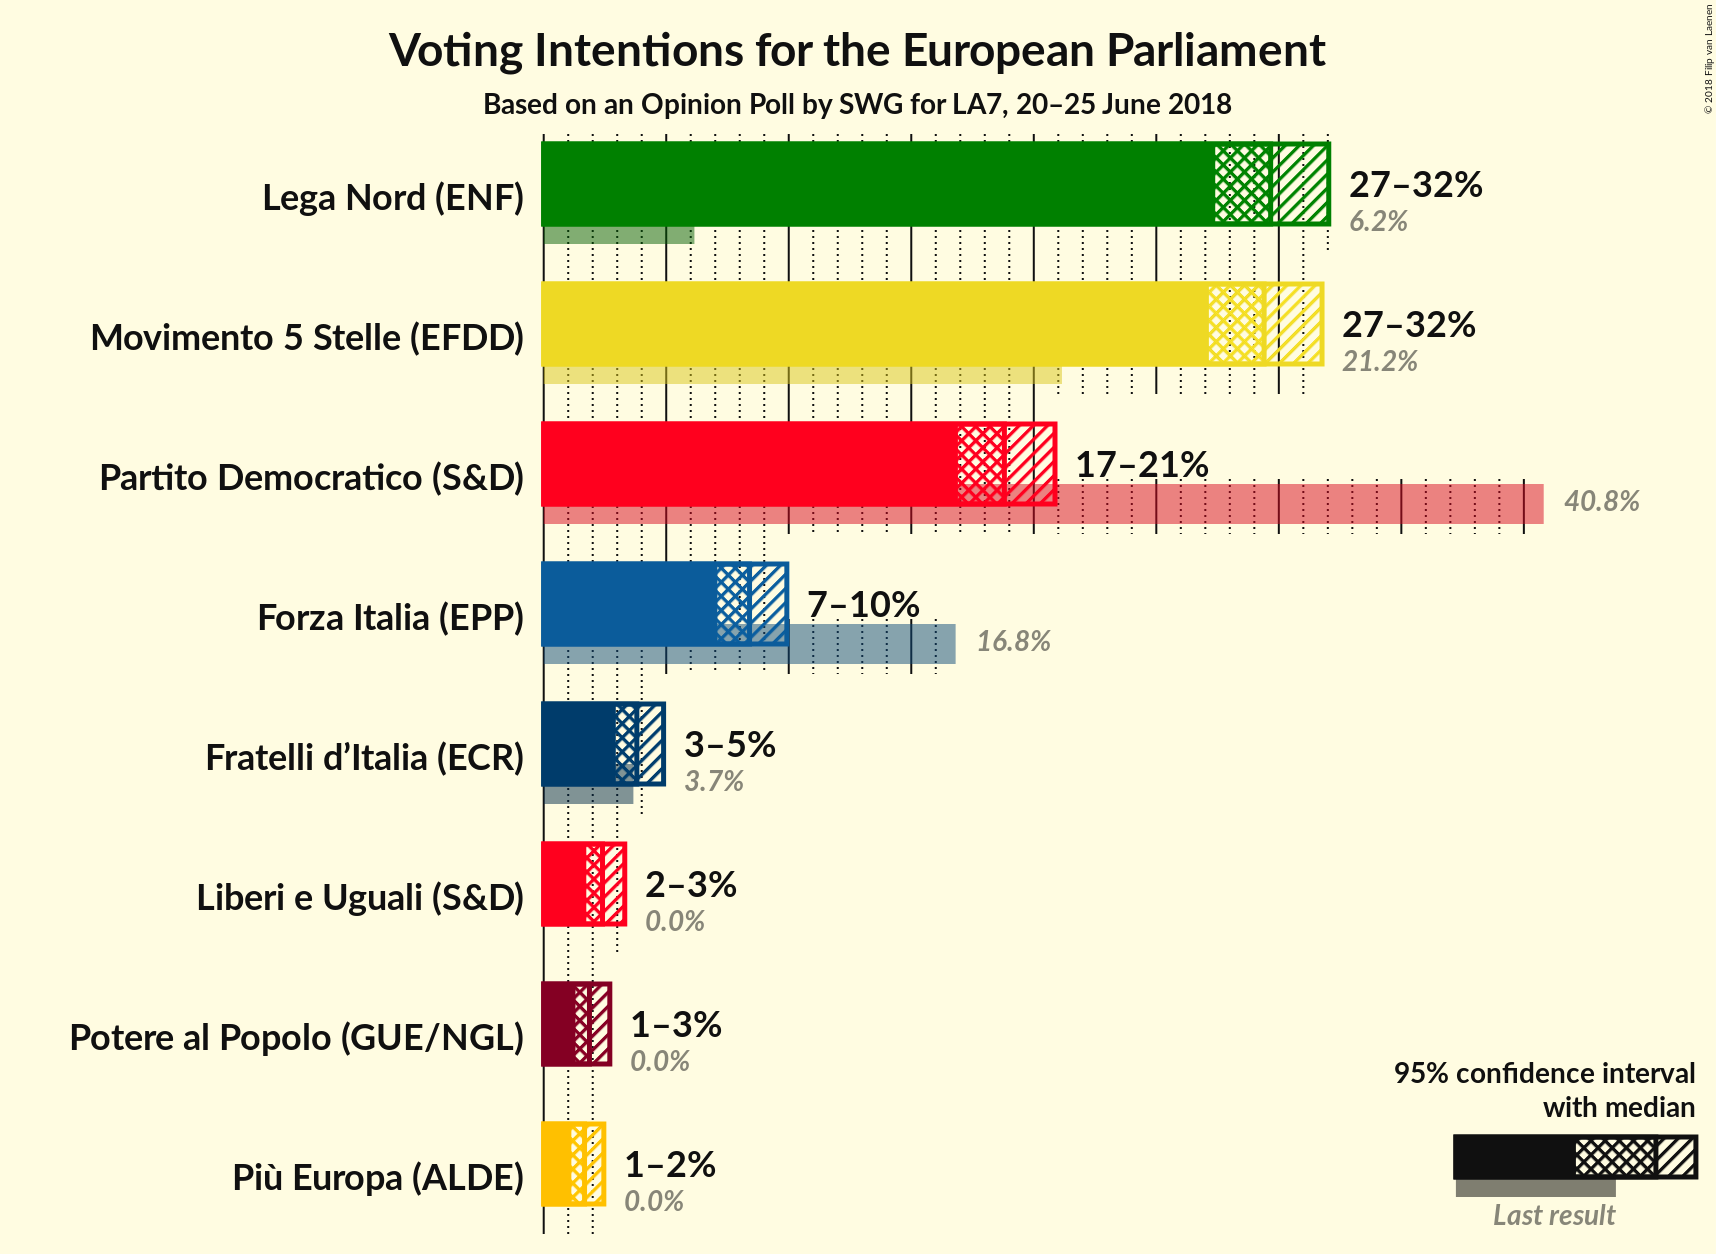 Voting Intentions for the European Parliament
Based on an Opinion Poll by SWG for LA7, 20–25 June 2018
© 2018 Filip van Laenen
Lega Nord (ENF)
27–32%
6.2%
Movimento 5 Stelle (EFDD)
27–32%
21.2%
Partito Democratico (S&D)
17–21%
40.8%
Forza Italia (EPP)
7–10%
16.8%
Fratelli d’Italia (ECR)
3–5%
3.7%
Liberi e Uguali (S&D)
2–3%
0.0%
Potere al Popolo (GUE/NGL)
1–3%
0.0%
Più Europa (ALDE)
1–2%
0.0%
95% confidence interval
with median
Last result